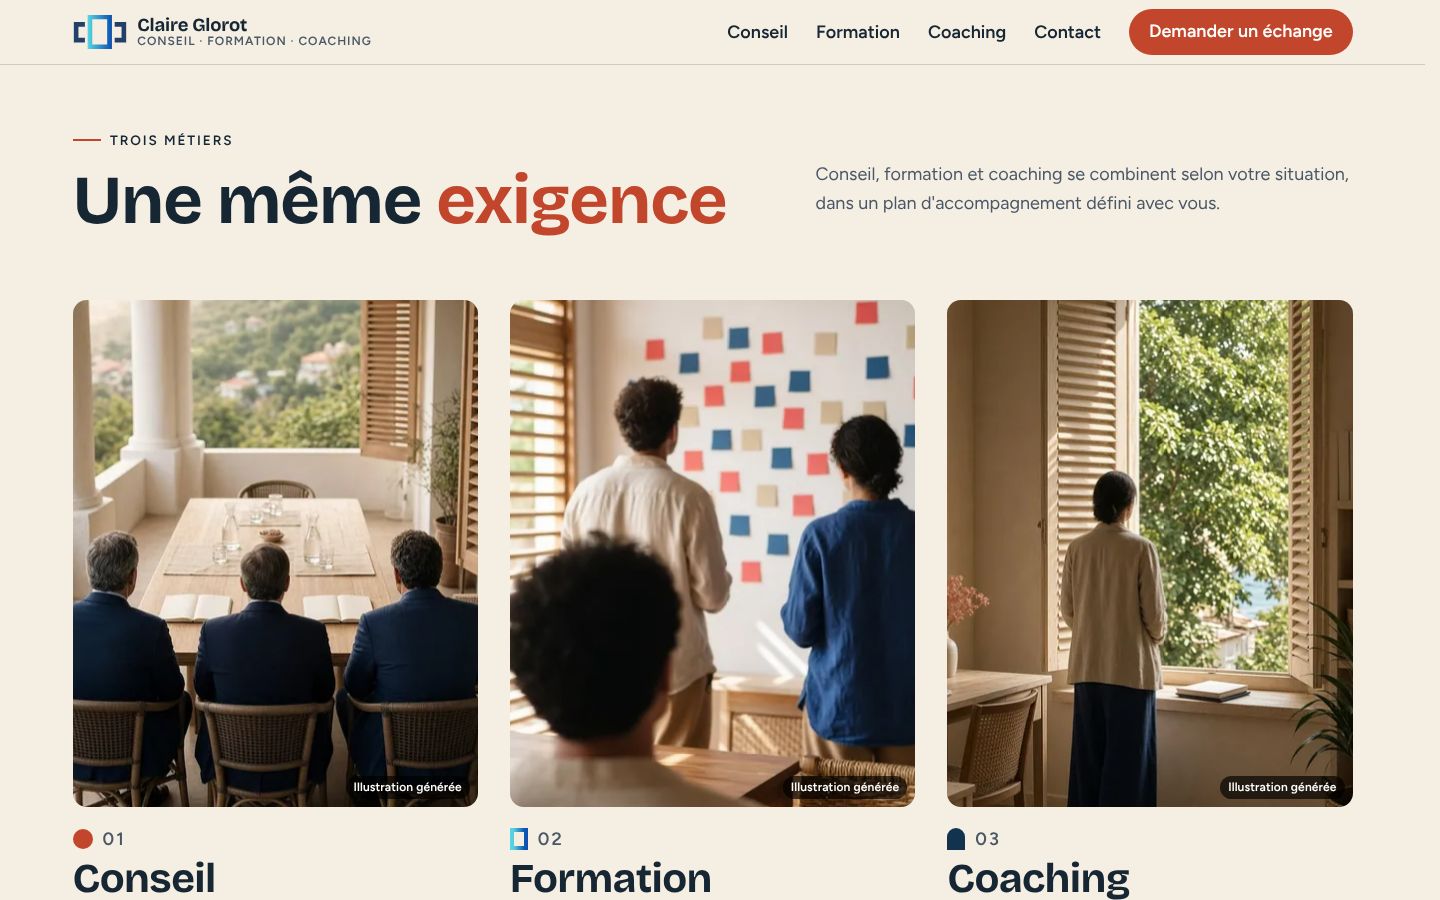 Claire Glorot
CONSEIL · FORMATION · COACHING
Conseil
Formation
Coaching
Contact
Demander un échange
TROIS MÉTIERS
Une même exigence
Conseil, formation et coaching se combinent selon votre situation,
dans un plan d'accompagnement défini avec vous.
Illustration générée
Illustration générée
Illustration générée
01
Conseil
02
Formation
03
Coaching